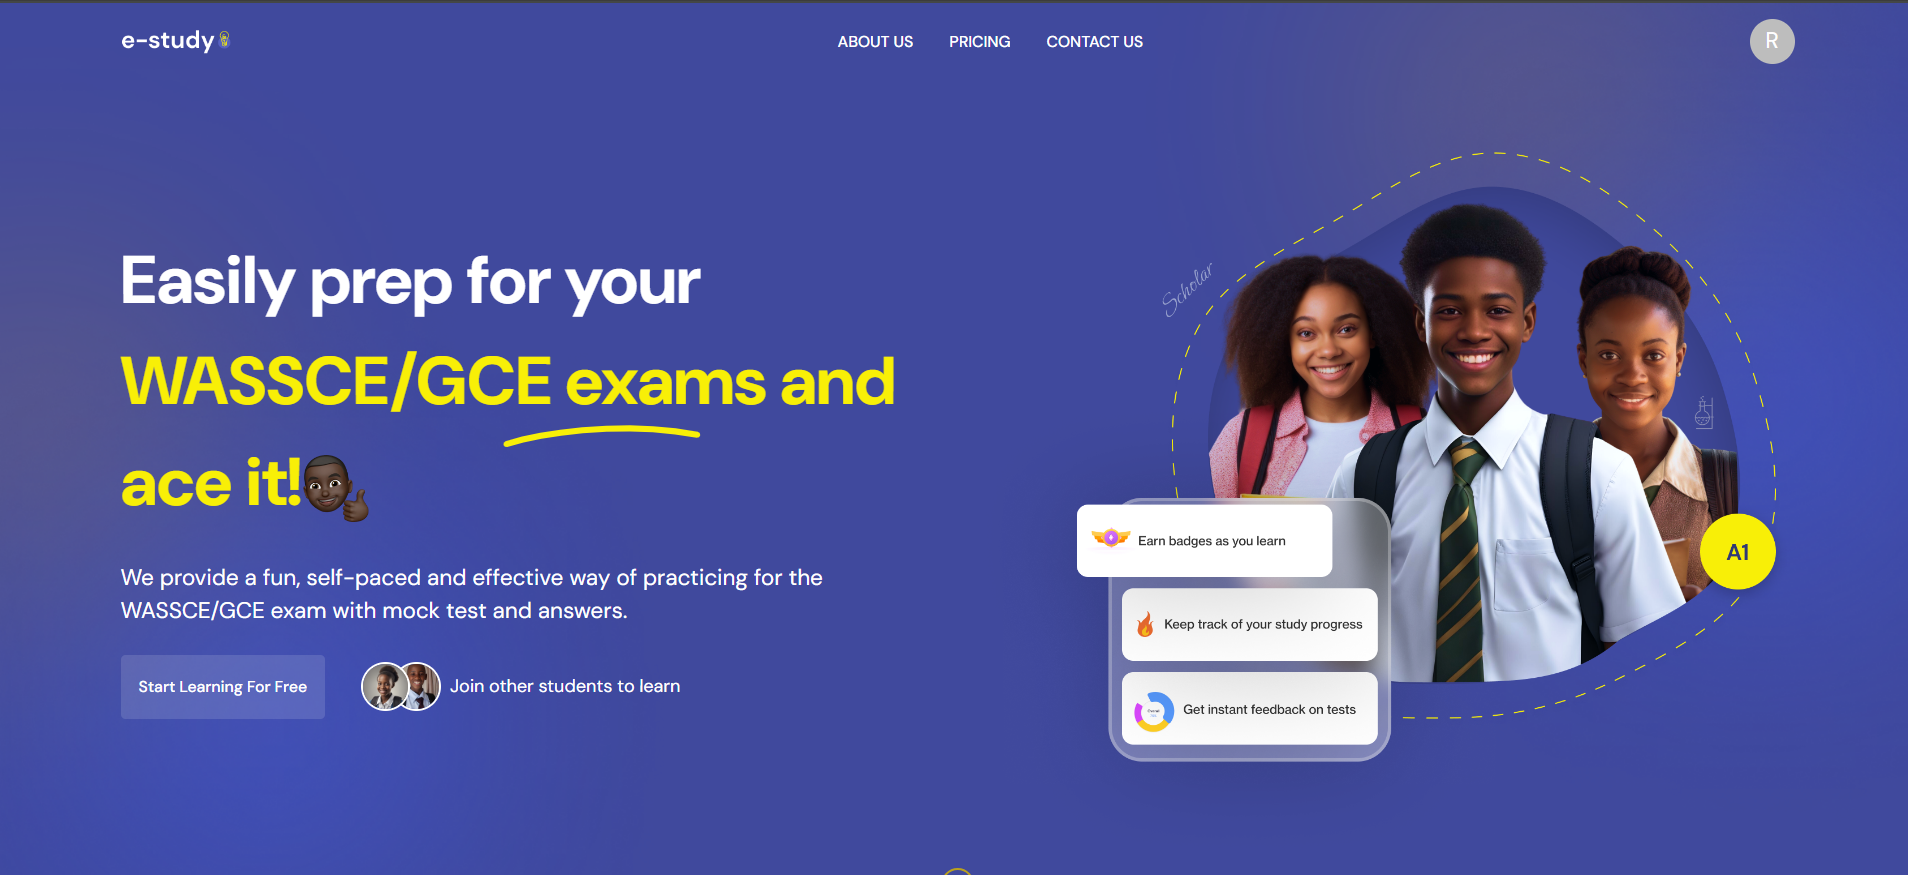 e-study
ABOUT US
PRICING
CONTACT US
R
Easily prep for your
WASSCE/GCE exams and
ace it!
We provide a fun, self-paced and effective way of practicing for the
WASSCE/GCE exam with mock test and answers.
Start Learning For Free
Join other students to learn
Scholar
Earn badges as you learn
Keep track of your study progress
Get instant feedback on tests
A1